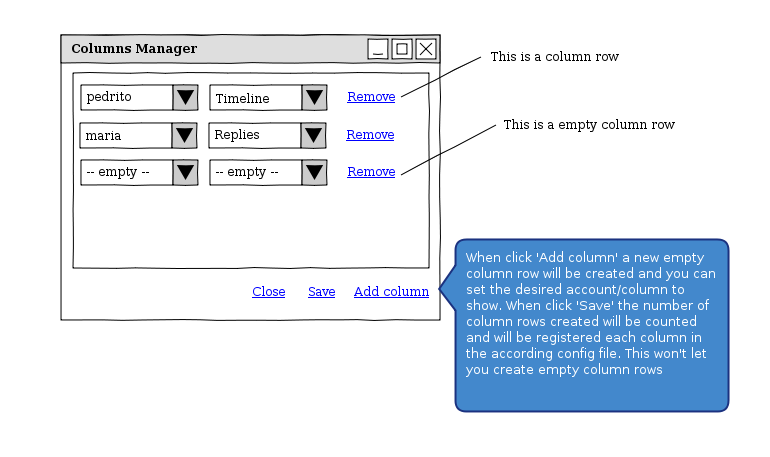 Columns Manager
This is a column row
pedrito Timeline Remove
This is a empty column row
maria Replies Remove
-- empty -- -- empty -- Remove
Close Save Add column
When click 'Add column' a new empty
column row will be created and you can
set the desired account/column to
show. When click 'Save' the number of
column rows created will be counted
and will be registered each column in
the according config file. This won't let
you create empty column rows